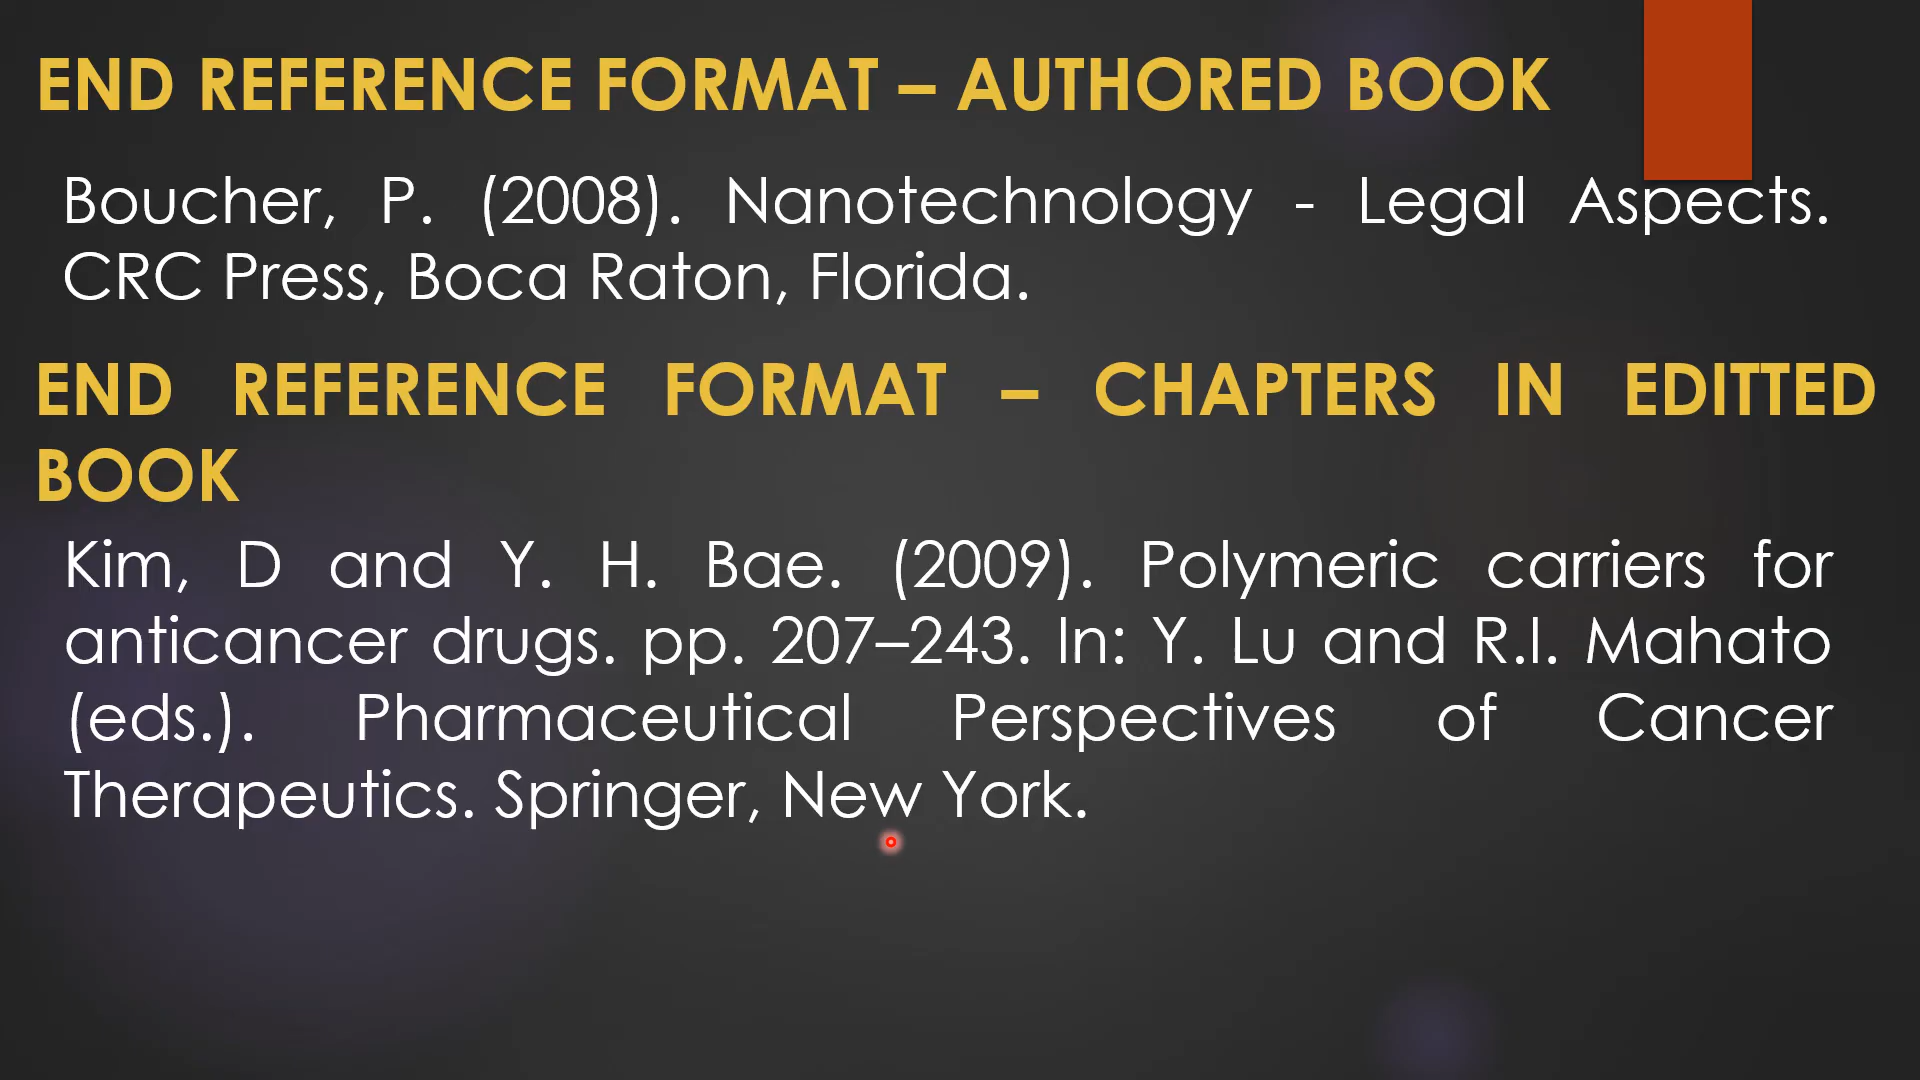 END REFERENCE FORMAT – AUTHORED BOOK
Boucher, P. (2008). Nanotechnology - Legal Aspects.
CRC Press, Boca Raton, Florida.
END REFERENCE FORMAT – CHAPTERS IN EDITTED
BOOK
Kim, D and Y. H. Bae. (2009). Polymeric carriers for
anticancer drugs. pp. 207–243. In: Y. Lu and R.I. Mahato
(eds.). Pharmaceutical Perspectives of Cancer
Therapeutics. Springer, New York.